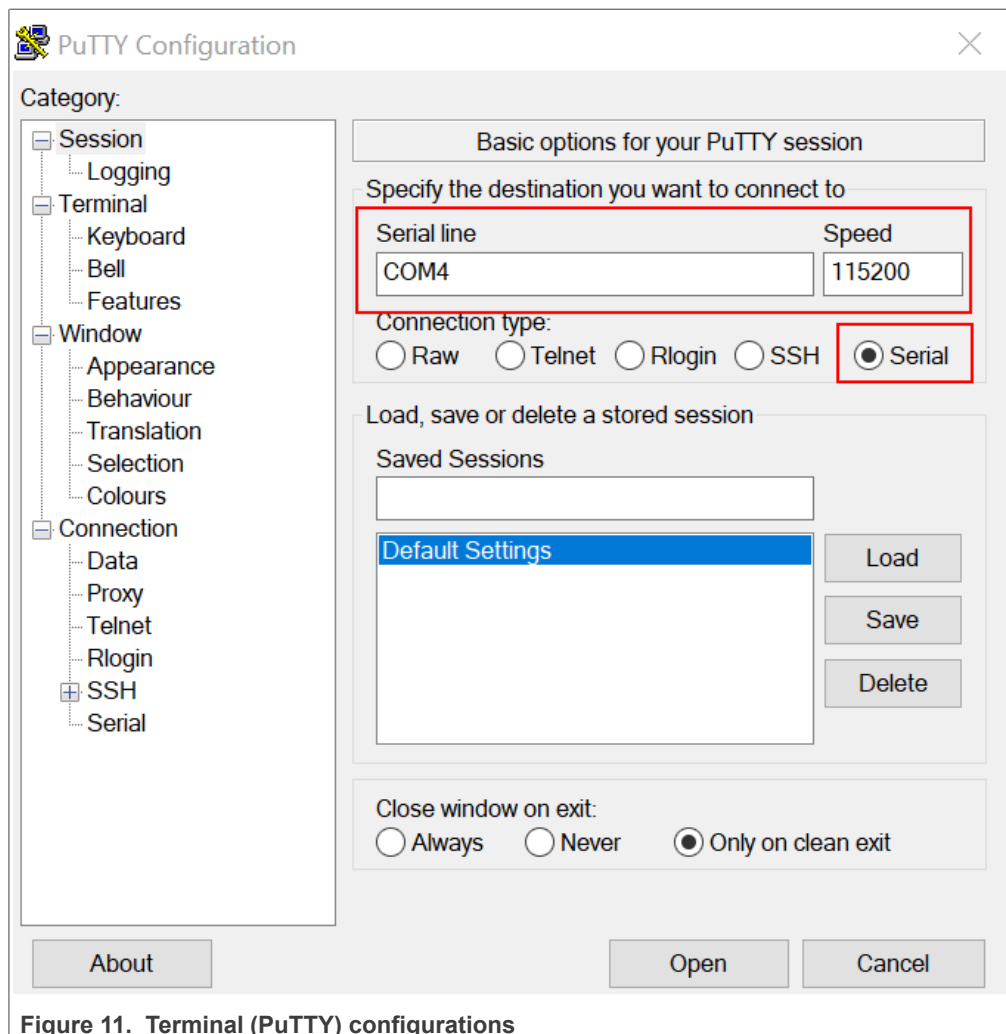 PuTTY Configuration
Category:
Session
Logging
Terminal
Keyboard
Bell
Features
Window
Appearance
Behaviour
Translation
Selection
Colours
Connection
Data
Proxy
Telnet
Rlogin
SSH
Serial
Basic options for your PuTTY session
Specify the destination you want to connect to
Serial line Speed
COM4 115200
Connection type:
Raw Telnet Rlogin SSH Serial
Load, save or delete a stored session
Saved Sessions
Default Settings
Load
Save
Delete
Close window on exit:
Always Never Only on clean exit
About Open Cancel
Figure 11. Terminal (PuTTY) configurations